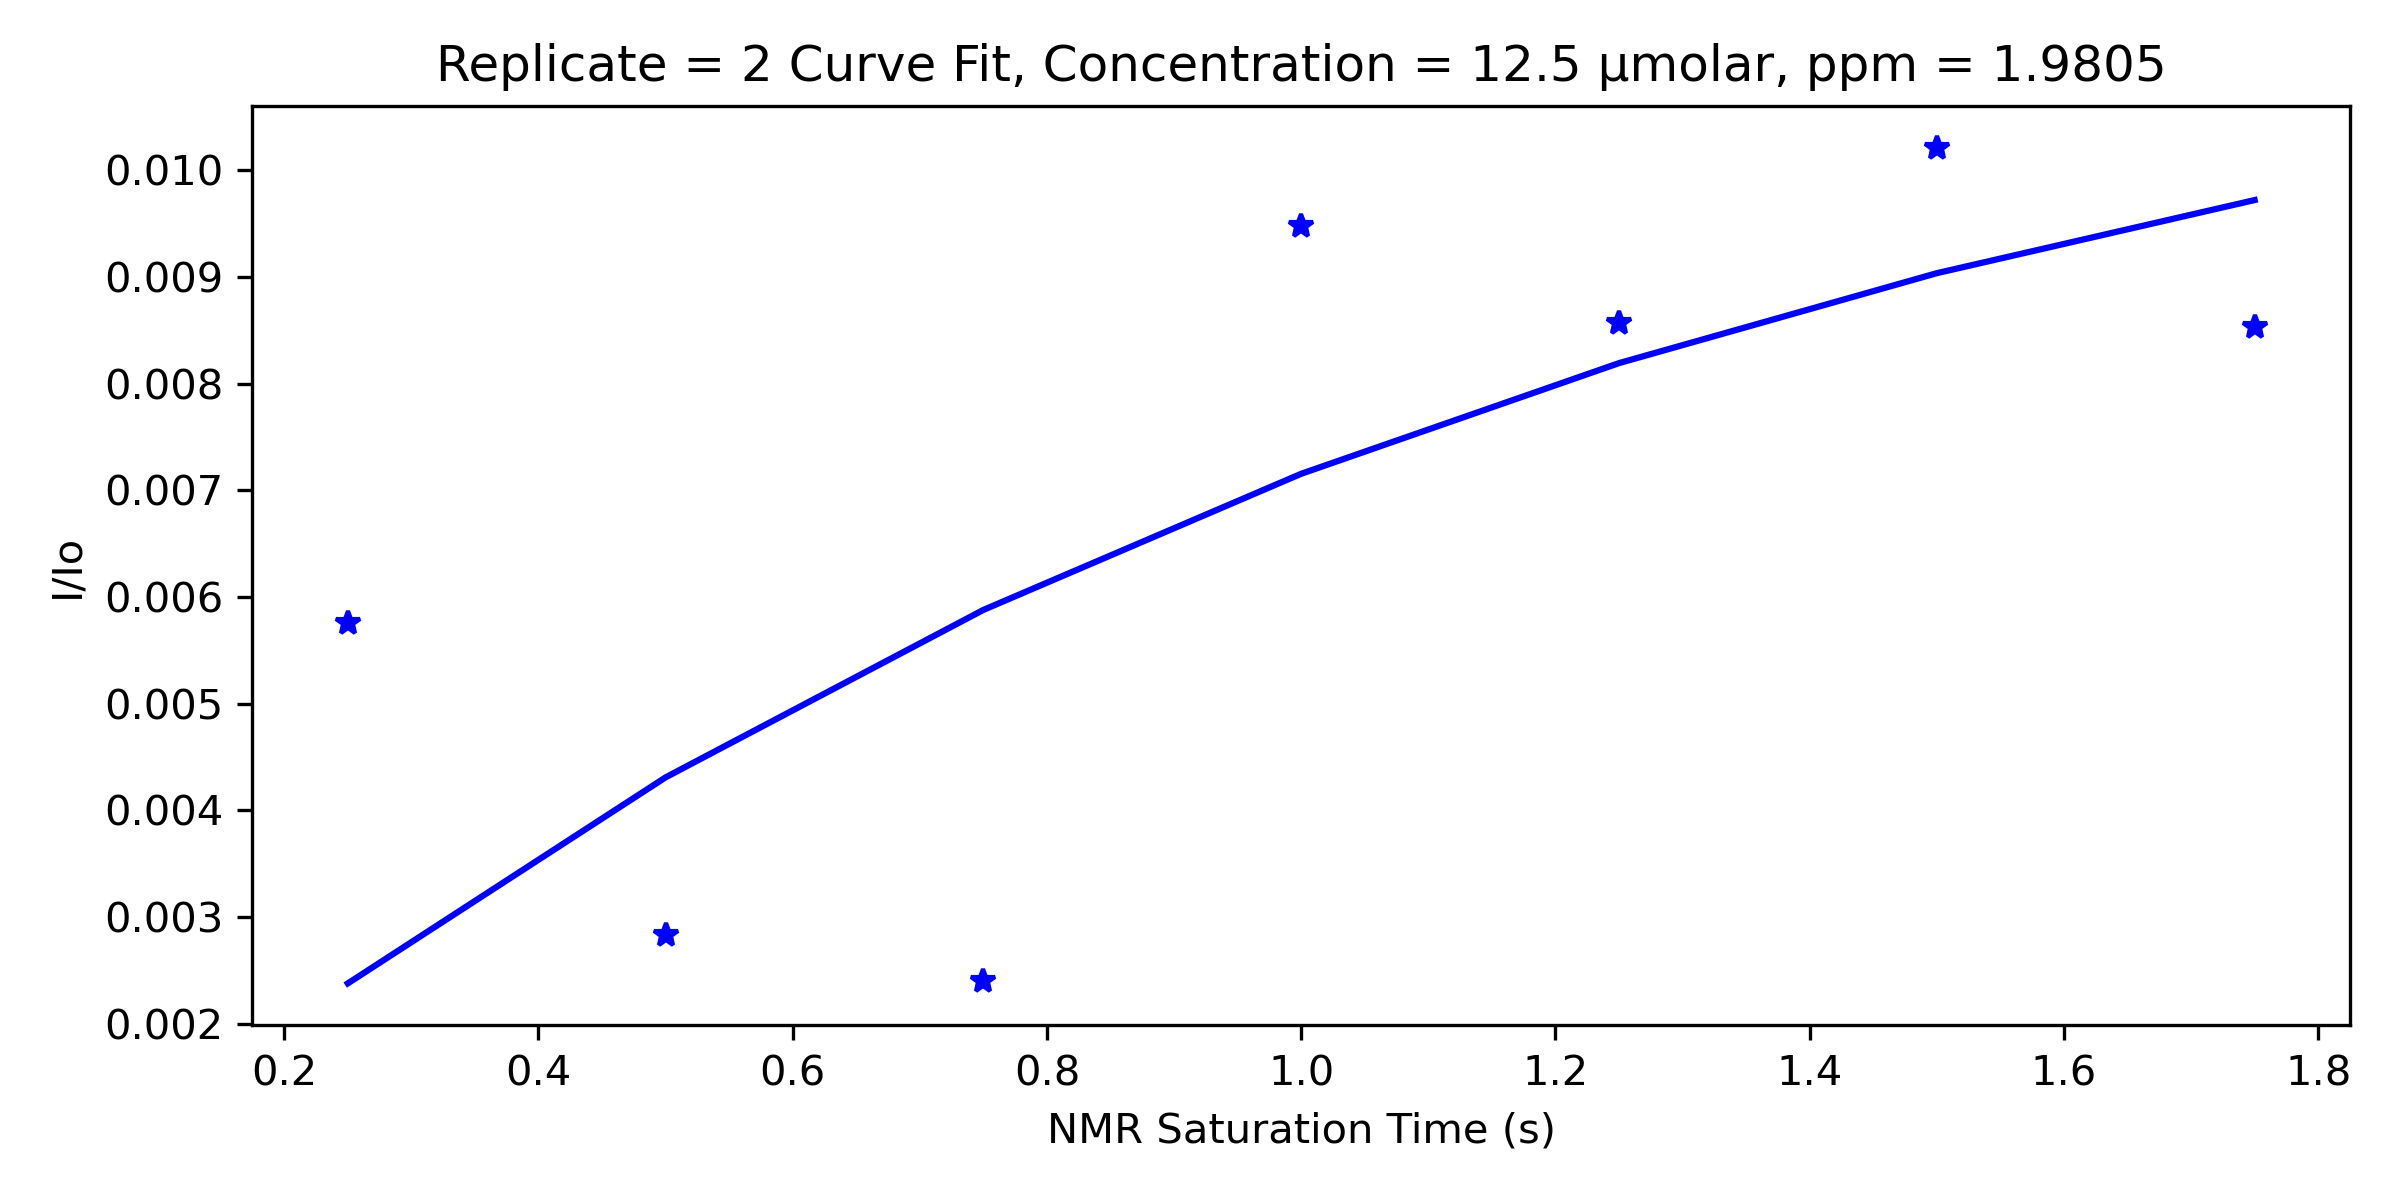 Replicate = 2 Curve Fit, Concentration = 12.5 μmolar, ppm = 1.9805
0.010
0.009
0.008
0.007
0.006
0.005
0.004
0.003
0.002
I/Io
0.2 0.4 0.6 0.8 1.0 1.2 1.4 1.6 1.8
NMR Saturation Time (s)